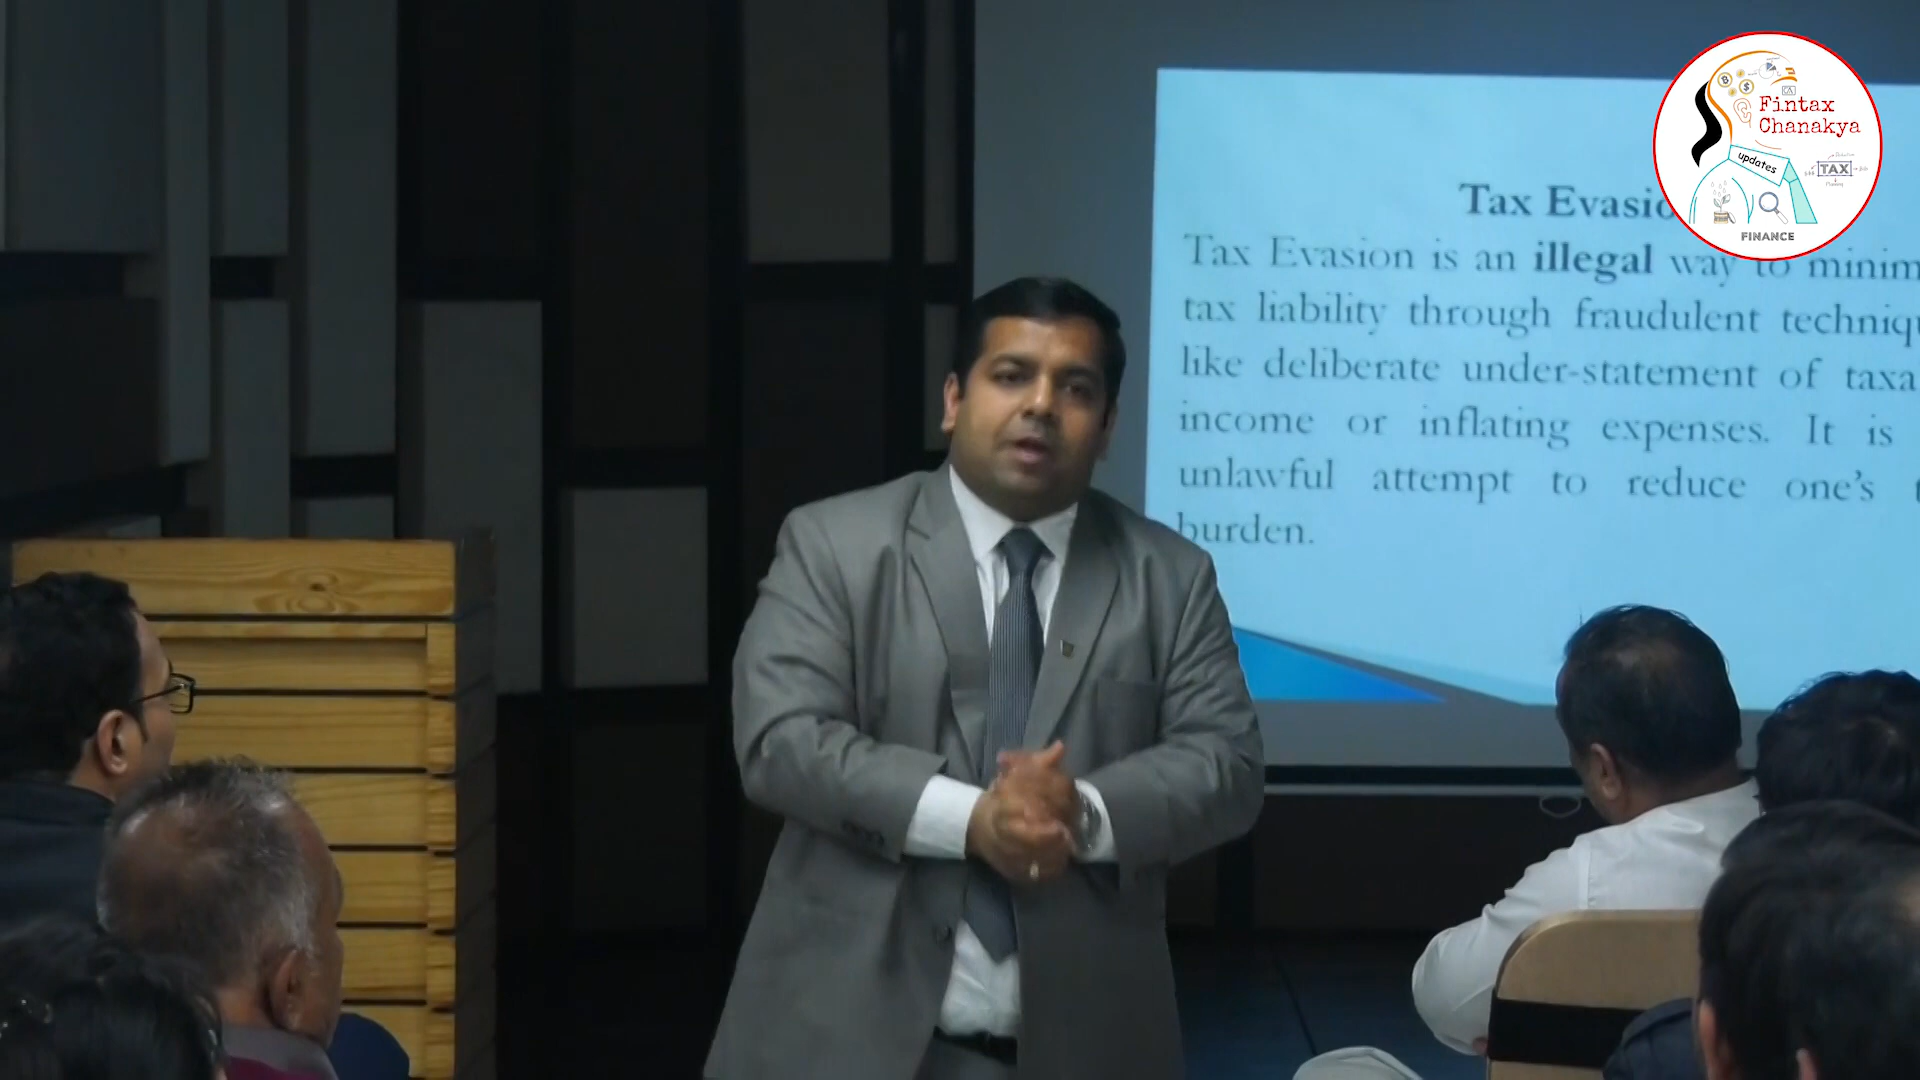 Fintax
Chanakya
updates
TAX
FINANCE
Tax Evasio
Tax Evasion is an illegal way to minim
tax liability through fraudulent techniqu
like deliberate under-statement of taxa
income or inflating expenses. It is
unlawful attempt to reduce one's t
burden.